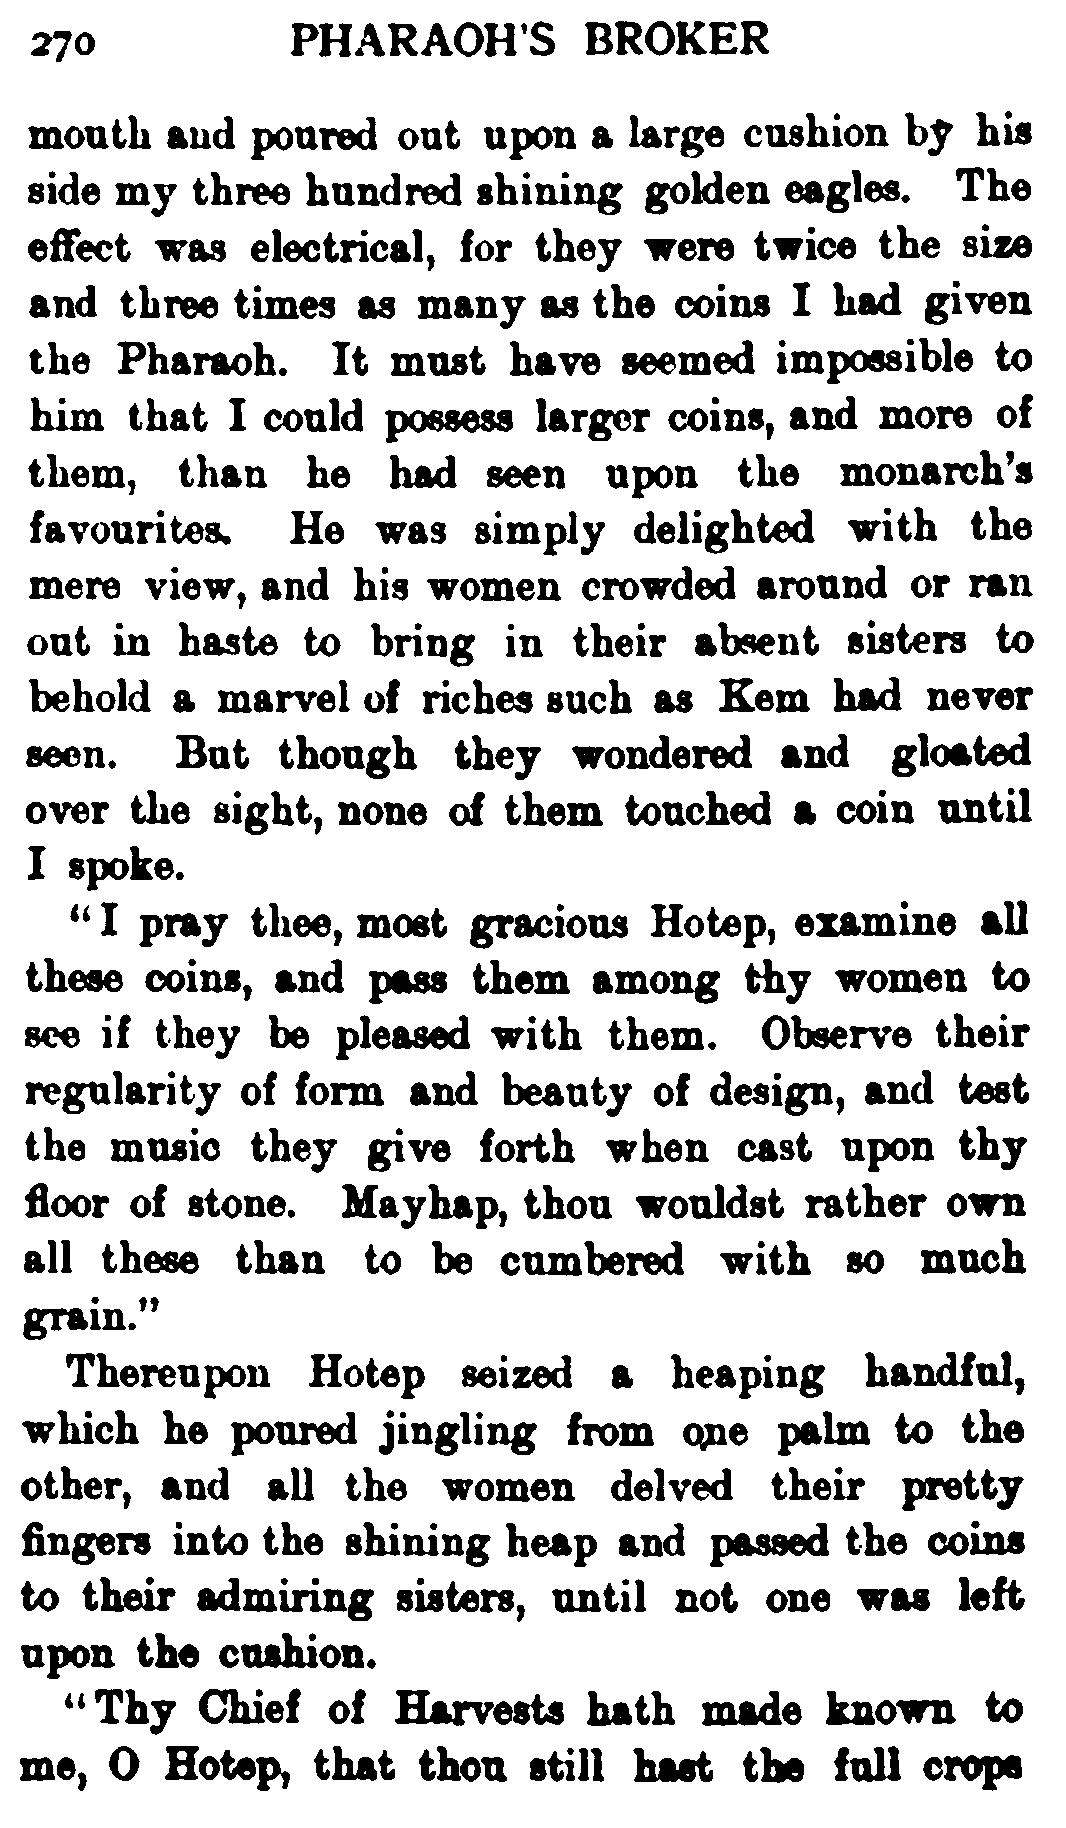 270 PHARAOH'S BROKER
mouth and poured out upon a large cushion by his
side my three hundred shining golden eagles. The
effect was electrical, for they were twice the size
and three times as many as the coins I had given
the Pharaoh. It must have seemed impossible to
him that I could possess larger coins, and more of
them, than he had seen upon the monarch's
favourites. He was simply delighted with the
mere view, and his women crowded around or ran
out in haste to bring in their absent sisters to
behold a marvel of riches such as Kem had never
seen. But though they wondered and gloated
over the sight, none of them touched a coin until
I spoke.
"I pray thee, most gracious Hotep, examine all
these coins, and pass them among thy women to
see if they be pleased with them. Observe their
regularity of form and beauty of design, and test
the music they give forth when cast upon thy
floor of stone. Mayhap, thou wouldst rather own
all these than to be cumbered with so much
grain."
Thereupon Hotep seized a heaping handful,
which he poured jingling from one palm to the
other, and all the women delved their pretty
fingers into the shining heap and passed the coins
to their admiring sisters, until not one was left
upon the cushion.
"Thy Chief of Harvests hath made known to
me, O Hotep, that thou still hast the full crops